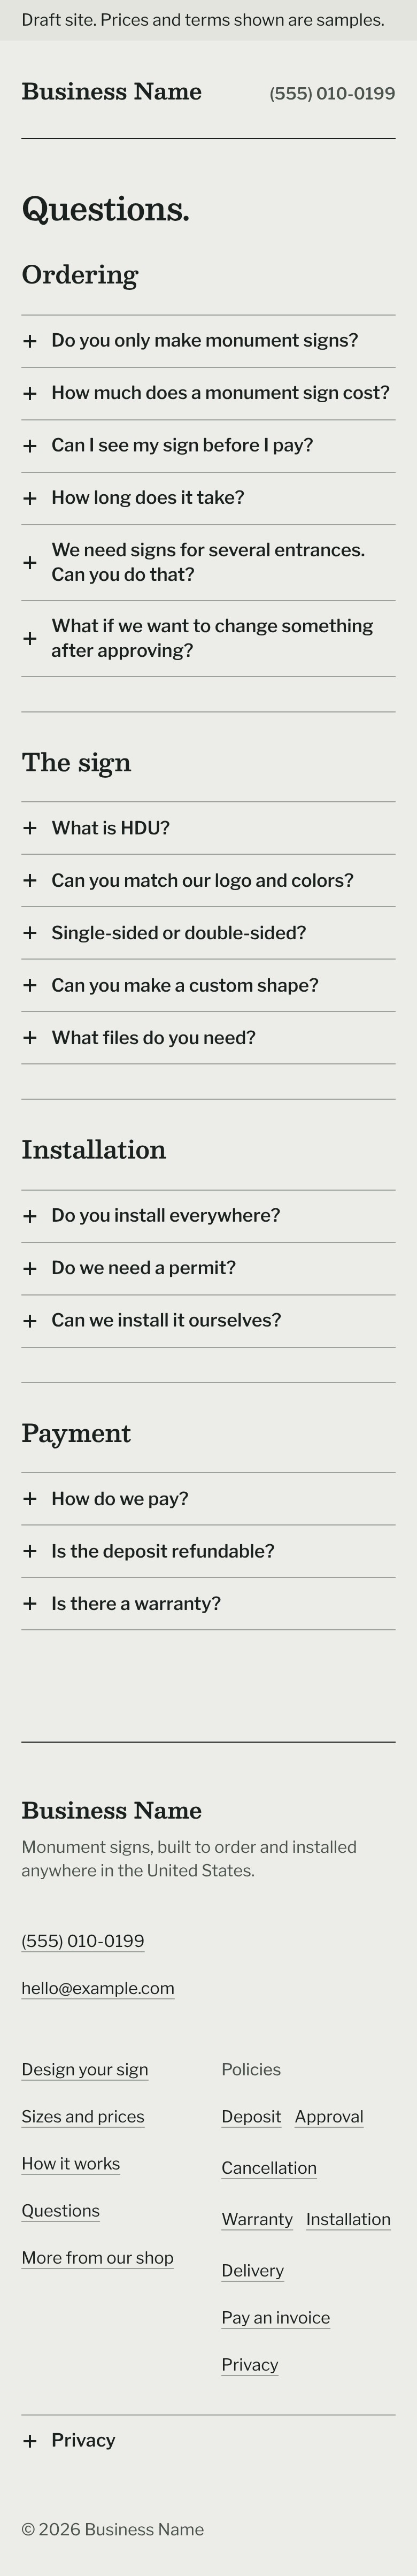 Draft site. Prices and terms shown are samples.
Business Name
(555) 010-0199
Questions.
Ordering
+ Do you only make monument signs?
+ How much does a monument sign cost?
+ Can I see my sign before I pay?
+ How long does it take?
+ We need signs for several entrances.
Can you do that?
+ What if we want to change something
after approving?
The sign
+ What is HDU?
+ Can you match our logo and colors?
+ Single-sided or double-sided?
+ Can you make a custom shape?
+ What files do you need?
Installation
+ Do you install everywhere?
+ Do we need a permit?
+ Can we install it ourselves?
Payment
+ How do we pay?
+ Is the deposit refundable?
+ Is there a warranty?
Business Name
Monument signs, built to order and installed
anywhere in the United States.
(555) 010-0199
hello@example.com
Design your sign
Sizes and prices
How it works
Questions
More from our shop
Policies
Deposit Approval
Cancellation
Warranty Installation
Delivery
Pay an invoice
Privacy
+ Privacy
© 2026 Business Name